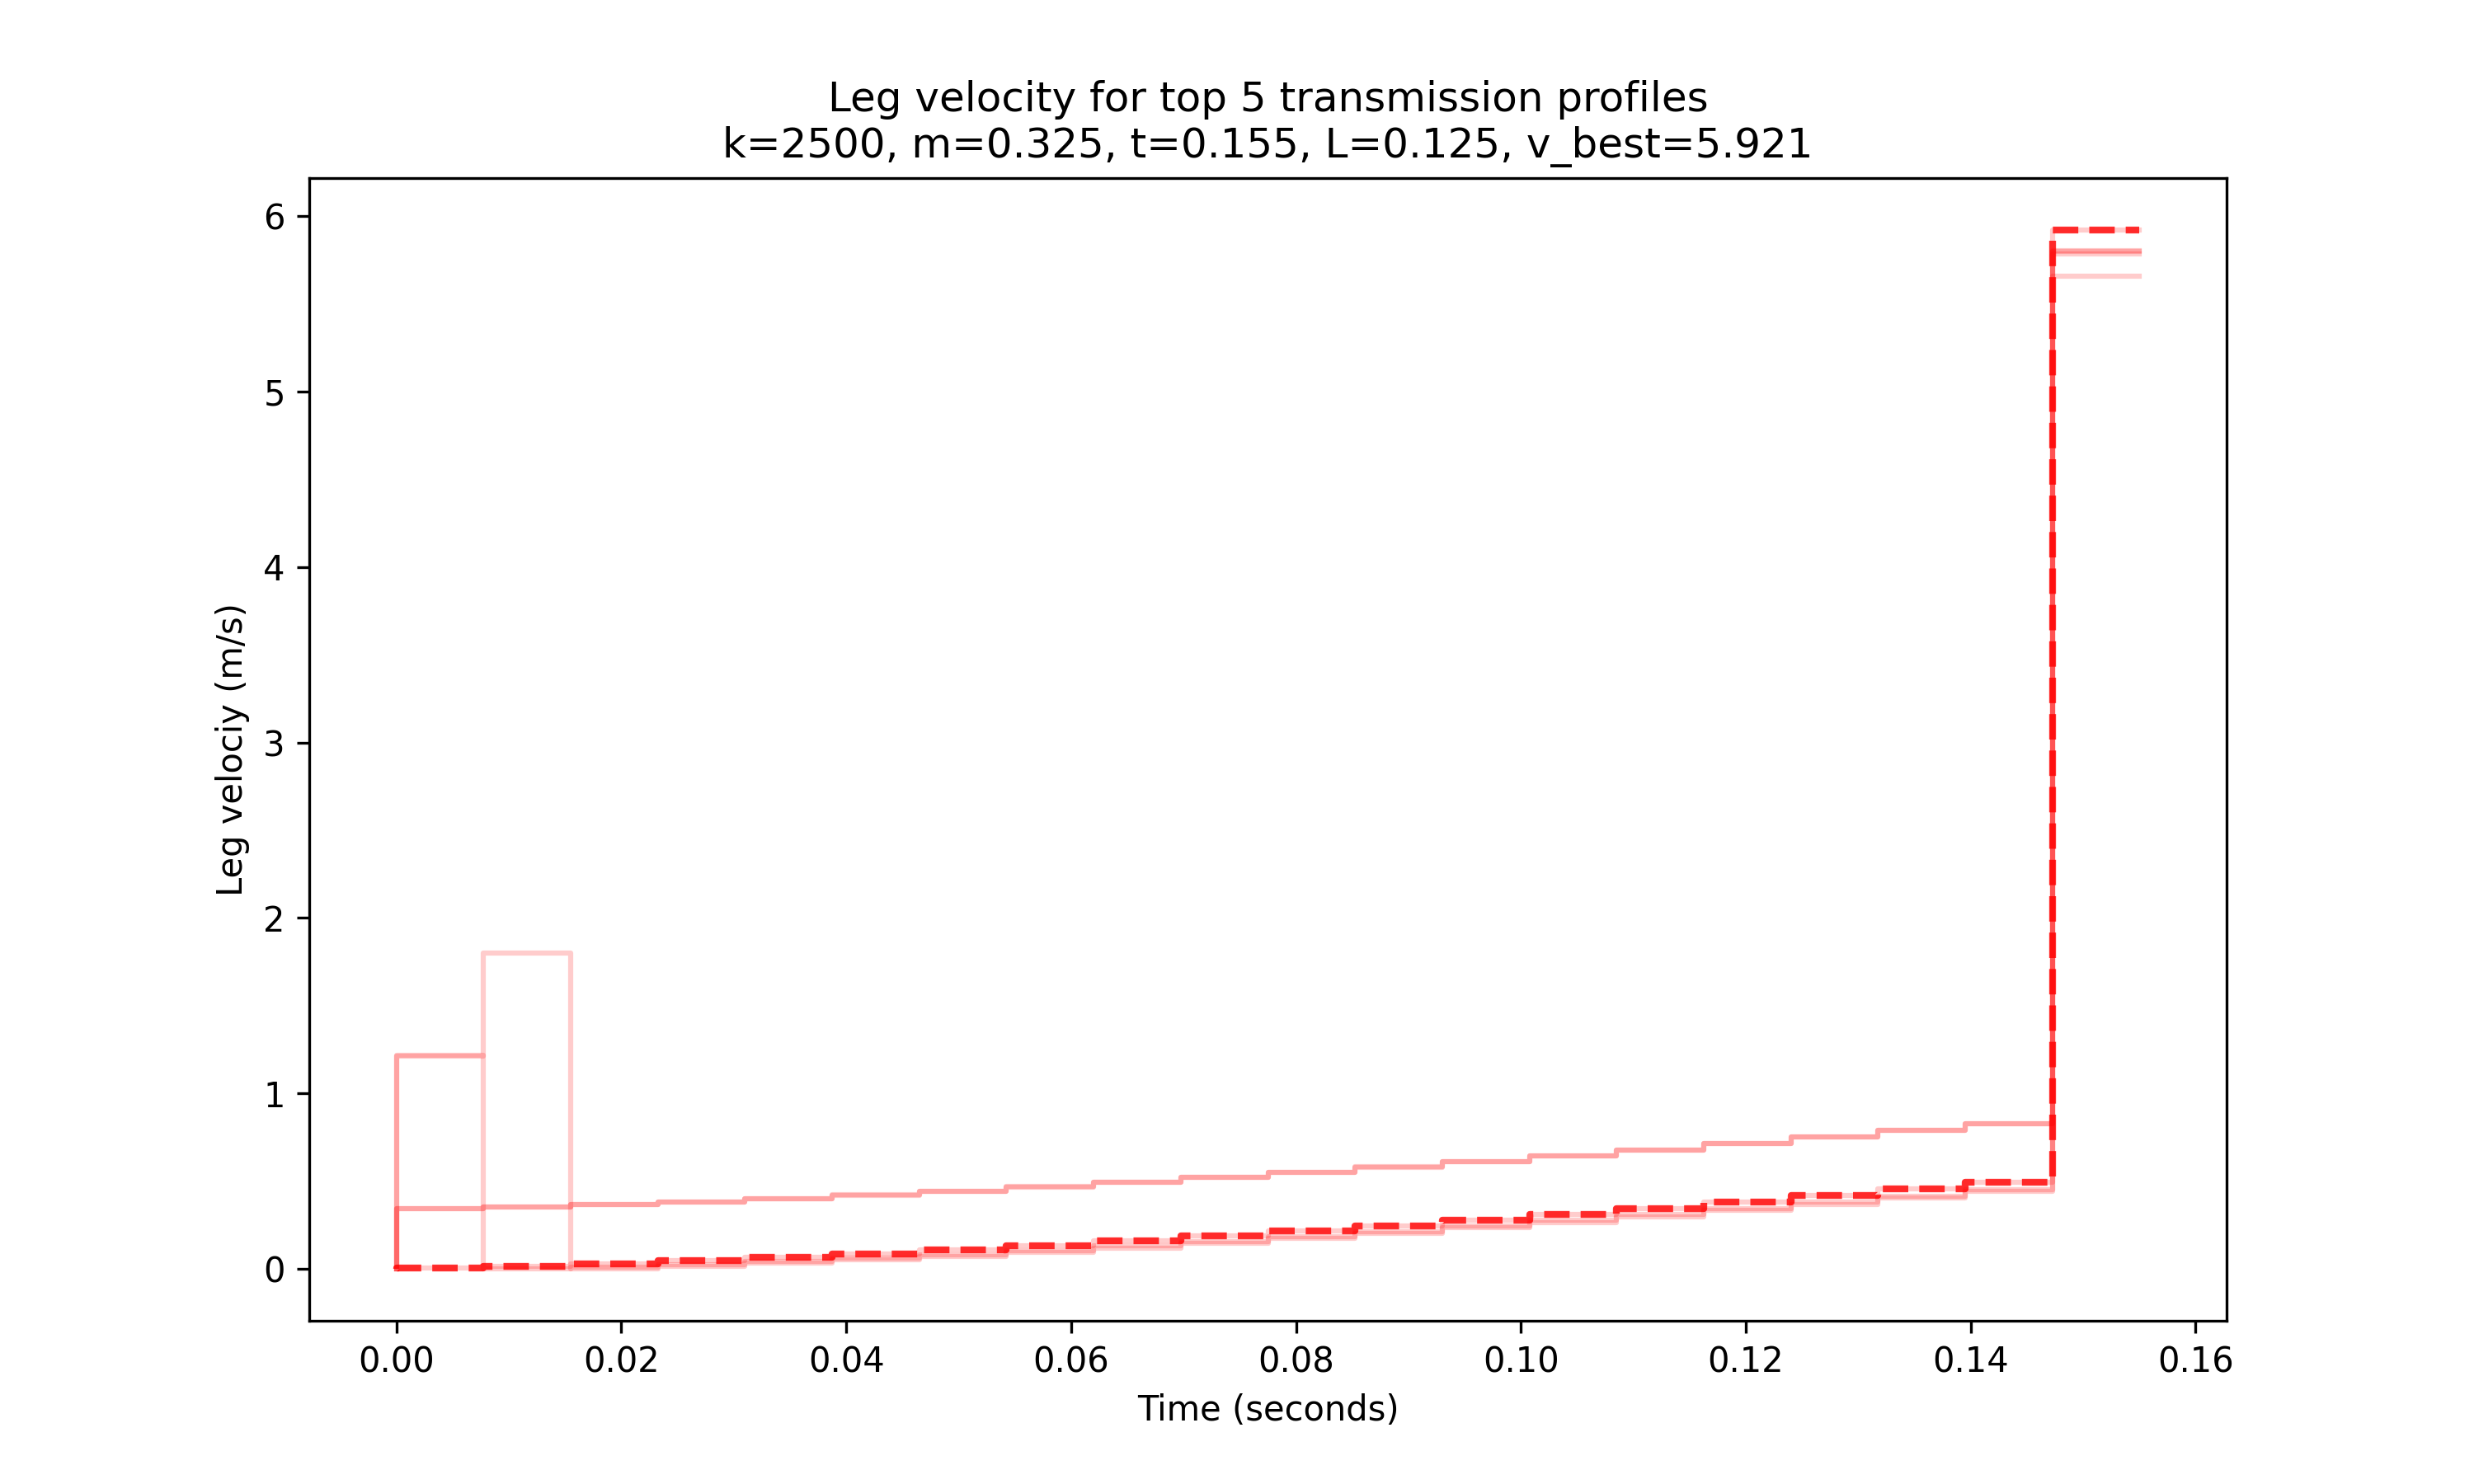 Leg velocity for top 5 transmission profiles
k=2500, m=0.325, t=0.155, L=0.125, v_best=5.921
6
5
4
3
2
1
0
Leg velociy (m/s)
0.00 0.02 0.04 0.06 0.08 0.10 0.12 0.14 0.16
Time (seconds)